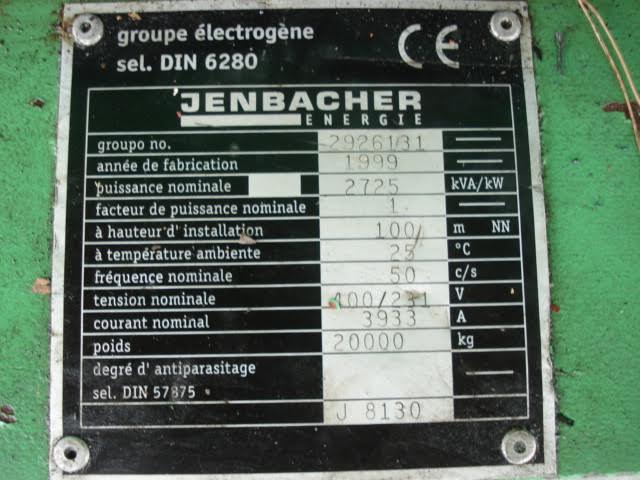 groupe électrogène
sel. DIN 6280
CE
JENBACHER
ENERGIE
groupo no. 2926131
année de fabrication 1999
puissance nominale 2725 kVA/kW
facteur de puissance nominale 1
à hauteur d' installation 100 m NN
à température ambiente 25 °C
fréquence nominale 50 c/s
tension nominale 400/231 V
courant nominal 3933 A
poids 20000 kg
degré d' antiparasitage
sel. DIN 57875
J 8130